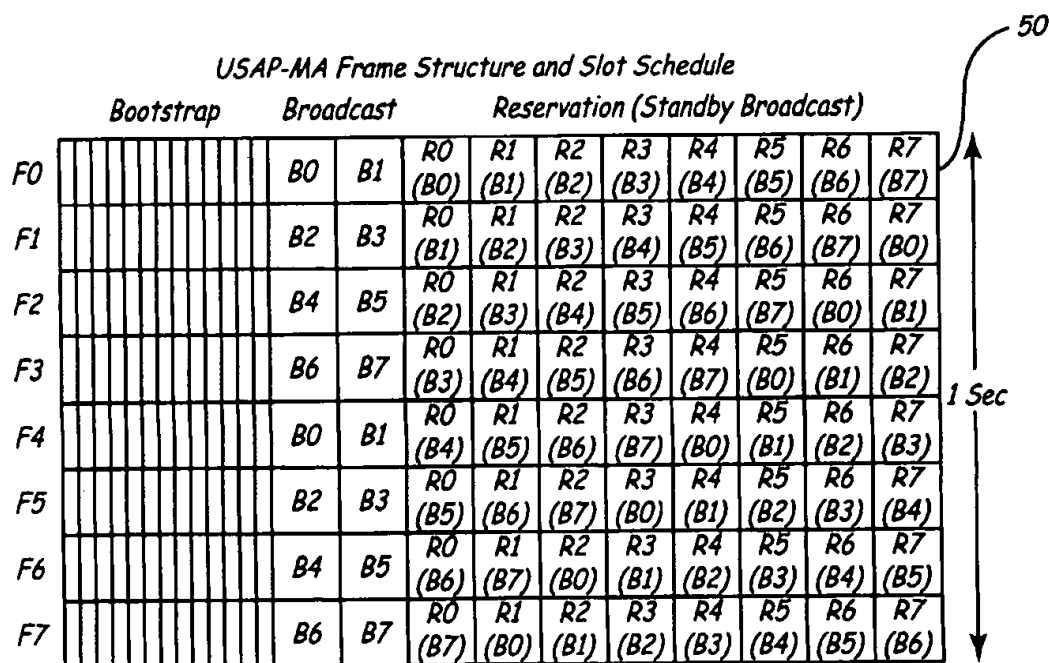 50
USAP-MA Frame Structure and Slot Schedule
Bootstrap Broadcast Reservation (Standby Broadcast)
F0 B0 B1 R0 R1 R2 R3 R4 R5 R6 R7
(B0) (B1) (B2) (B3) (B4) (B5) (B6) (B7)
F1 B2 B3 R0 R1 R2 R3 R4 R5 R6 R7
(B1) (B2) (B3) (B4) (B5) (B6) (B7) (B0)
F2 B4 B5 R0 R1 R2 R3 R4 R5 R6 R7
(B2) (B3) (B4) (B5) (B6) (B7) (B0) (B1)
F3 B6 B7 R0 R1 R2 R3 R4 R5 R6 R7
(B3) (B4) (B5) (B6) (B7) (B0) (B1) (B2)
1 Sec
F4 B0 B1 R0 R1 R2 R3 R4 R5 R6 R7
(B4) (B5) (B6) (B7) (B0) (B1) (B2) (B3)
F5 B2 B3 R0 R1 R2 R3 R4 R5 R6 R7
(B5) (B6) (B7) (B0) (B1) (B2) (B3) (B4)
F6 B4 B5 R0 R1 R2 R3 R4 R5 R6 R7
(B6) (B7) (B0) (B1) (B2) (B3) (B4) (B5)
F7 B6 B7 R0 R1 R2 R3 R4 R5 R6 R7
(B7) (B0) (B1) (B2) (B3) (B4) (B5) (B6)